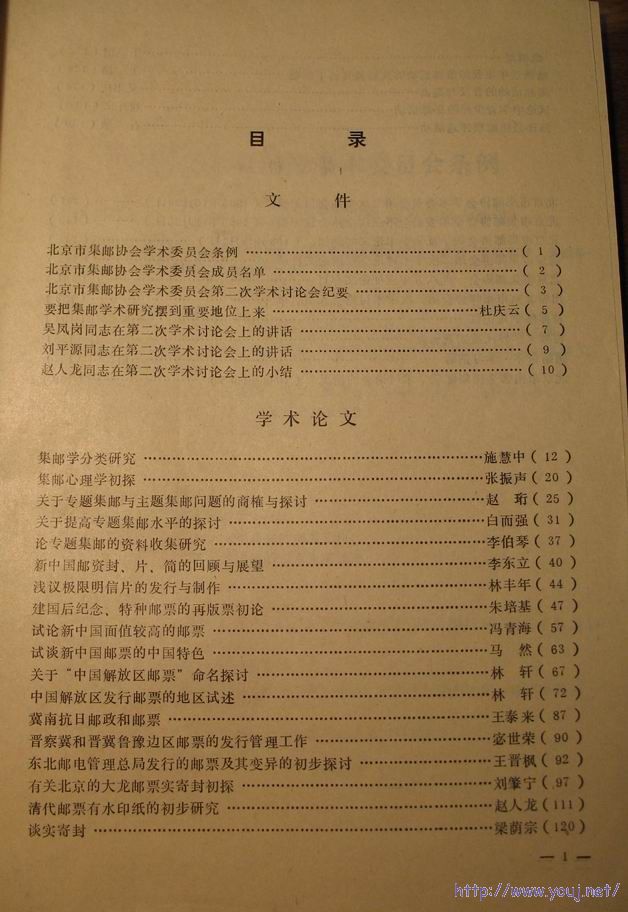 目 录
文 件
北京市集邮协会学术委员会条例 ………( 1 )
北京市集邮协会学术委员会成员名单 ………( 2 )
北京市集邮协会学术委员会第二次学术讨论会纪要 ………( 3 )
要把集邮学术研究摆到重要地位上来 ………杜庆云( 5 )
吴凤岗同志在第二次学术讨论会上的讲话 ………( 7 )
刘平源同志在第二次学术讨论会上的讲话 ………( 9 )
赵人龙同志在第二次学术讨论会上的小结 ………( 10 )
学 术 论 文
集邮学分类研究 ………施慧中( 12 )
集邮心理学初探 ………张振声( 20 )
关于专题集邮与主题集邮问题的商榷与探讨 ………赵 珩( 25 )
关于提高专题集邮水平的探讨 ………白而强( 31 )
论专题集邮的资料收集研究 ………李伯琴( 37 )
新中国邮资封、片、简的回顾与展望 ………李东立( 40 )
浅议极限明信片的发行与制作 ………林丰年( 44 )
建国后纪念、特种邮票的再版票初论 ………朱培基( 47 )
试论新中国面值较高的邮票 ………冯青海( 57 )
试谈新中国邮票的中国特色 ………马 然( 63 )
关于“中国解放区邮票”命名探讨 ………林 轩( 67 )
中国解放区发行邮票的地区试述 ………林 轩( 72 )
冀南抗日邮政和邮票 ………王泰来( 87 )
晋察冀和晋冀鲁豫边区邮票的发行管理工作 ………宓世荣( 90 )
东北邮电管理总局发行的邮票及其变异的初步探讨 ………王晋枫( 92 )
有关北京的大龙邮票实寄封初探 ………刘肇宁( 97 )
清代邮票有水印纸的初步研究 ………赵人龙( 111 )
谈实寄封 ………梁荫宗( 120 )
— 1 —
http://www.youj.net/